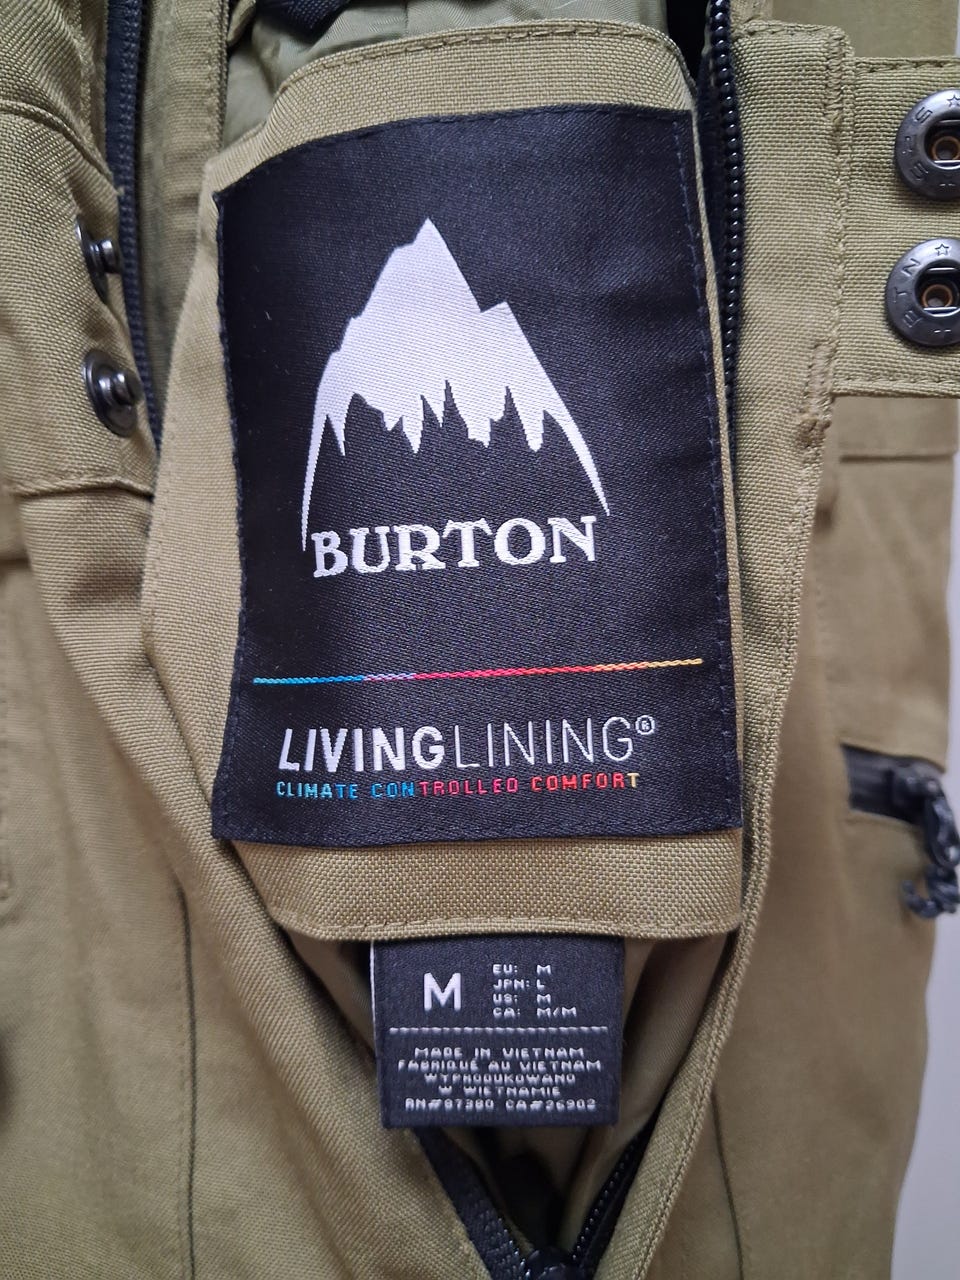 BURTON
LIVINGLINING®
CLIMATE CONTROLLED COMFORT
M
EU: M
JPN: L
US: M
CA: M/M
MADE IN VIETNAM
FABRIQUÉ AU VIETNAM
WYPRODUKOWANO
W WIETNAMIE
RN#87380 CA#26902